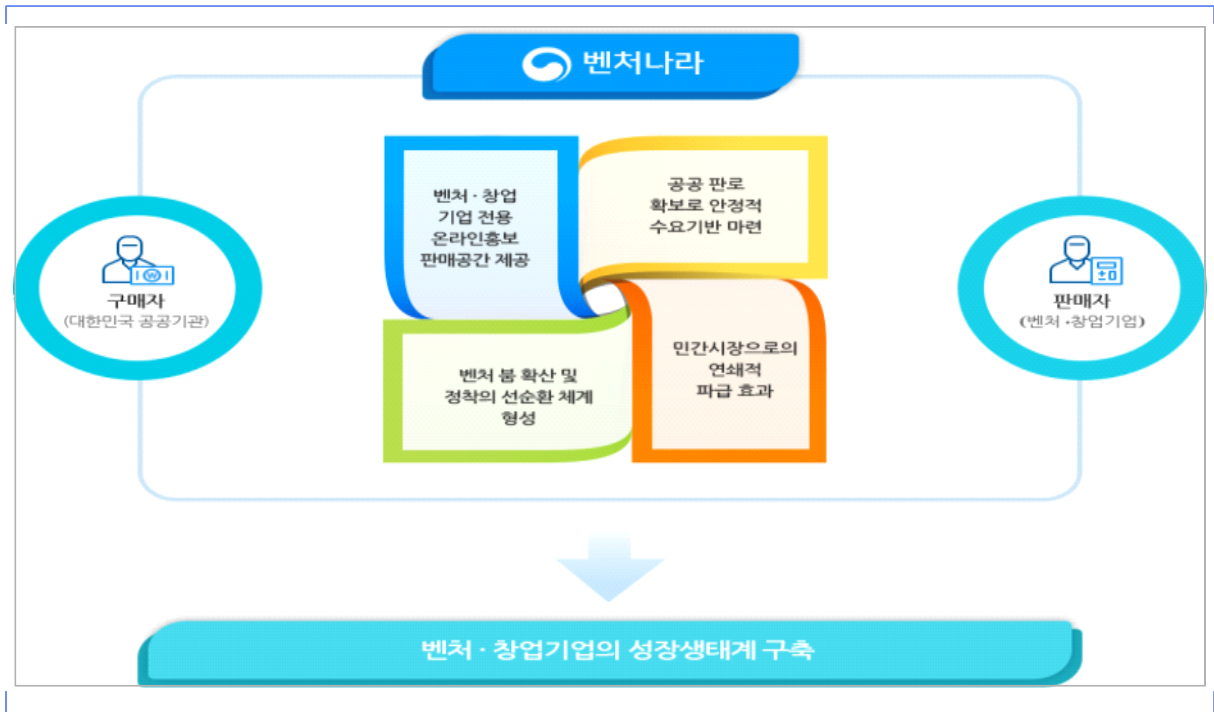 벤처나라
벤처 · 창업
기업 전용
온라인홍보
판매공간 제공
공공 판로
확보로 안정적
수요기반 마련
구매자
(대한민국 공공기관)
판매자
(벤처 ·창업기업)
벤처 붐 확산 및
정착의 선순환 체계
형성
민간시장으로의
연쇄적
파급 효과
벤처 · 창업기업의 성장생태계 구축